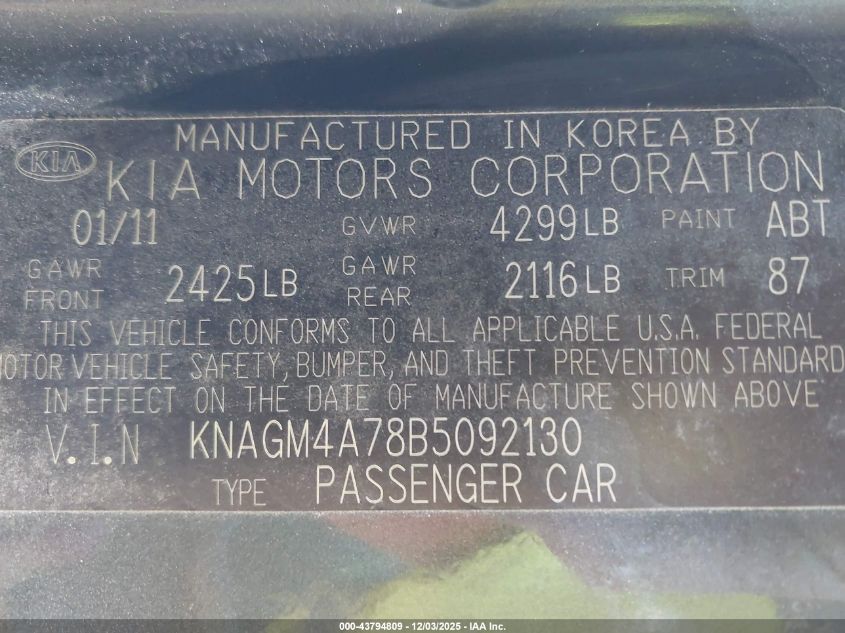 MANUFACTURED IN KOREA BY
KIA KIA MOTORS CORPORATION
01/11 GVWR 4299LB PAINT ABT
GAWR FRONT 2425LB GAWR REAR 2116LB TRIM 87
THIS VEHICLE CONFORMS TO ALL APPLICABLE U.S.A. FEDERAL
MOTOR VEHICLE SAFETY, BUMPER, AND THEFT PREVENTION STANDARD
IN EFFECT ON THE DATE OF MANUFACTURE SHOWN ABOVE
V.I.N KNAGM4A78B5092130
TYPE PASSENGER CAR
000-43794809 - 12/03/2025 - IAA Inc.